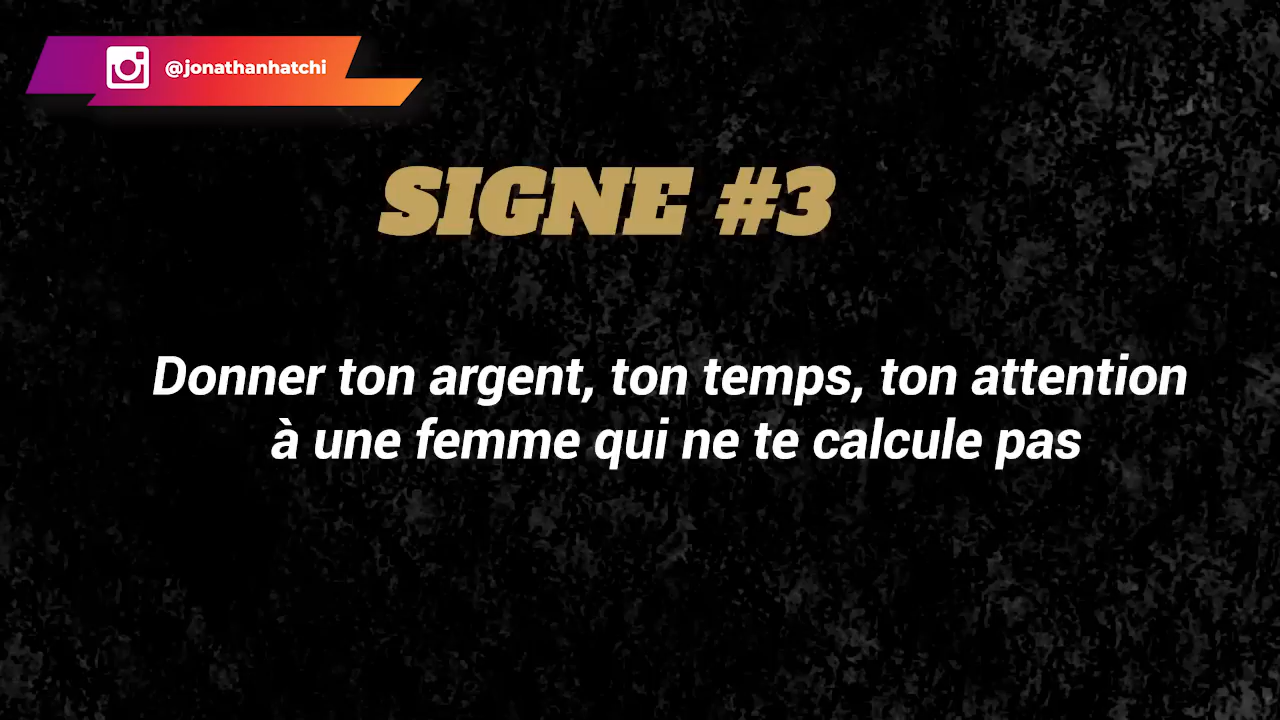 @jonathanhatchi
SIGNE #3
Donner ton argent, ton temps, ton attention
à une femme qui ne te calcule pas